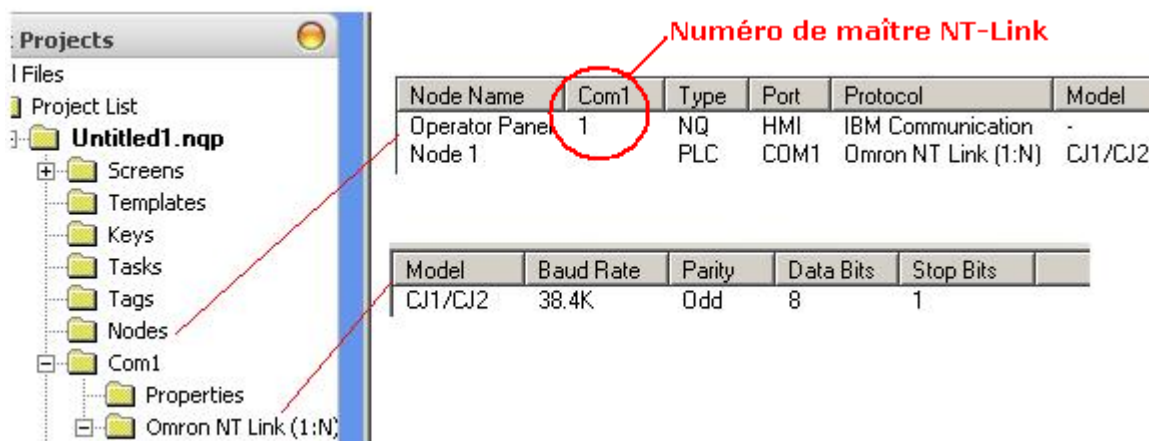 Numéro de maître NT-Link
Projects
Files
Project List
Untitled1.nqp
Screens
Templates
Keys
Tasks
Tags
Nodes
Com1
Properties
Omron NT Link (1:N)
Node Name Com1 Type Port Protocol Model
Operator Panel 1 NQ HMI IBM Communication -
Node 1 PLC COM1 Omron NT Link (1:N) CJ1/CJ2
Model Baud Rate Parity Data Bits Stop Bits
CJ1/CJ2 38.4K Odd 8 1